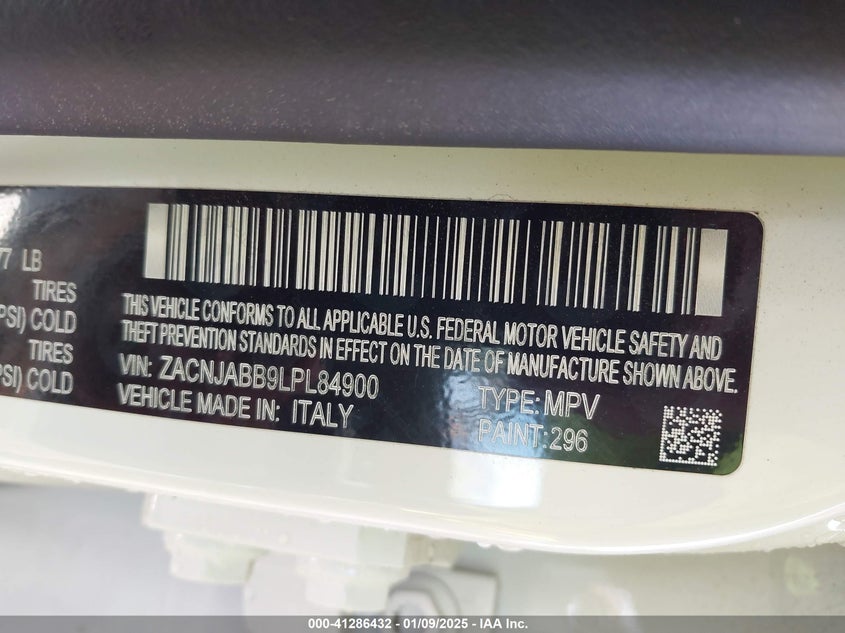 77 LB
TIRES
PSI) COLD
TIRES
PSI) COLD
THIS VEHICLE CONFORMS TO ALL APPLICABLE U.S. FEDERAL MOTOR VEHICLE SAFETY AND
THEFT PREVENTION STANDARDS IN EFFECT ON THE DATE OF MANUFACTURE SHOWN ABOVE.
VIN: ZACNJABB9LPL84900 TYPE: MPV
VEHICLE MADE IN: ITALY PAINT: 296
000-41286432 - 01/09/2025 - IAA Inc.